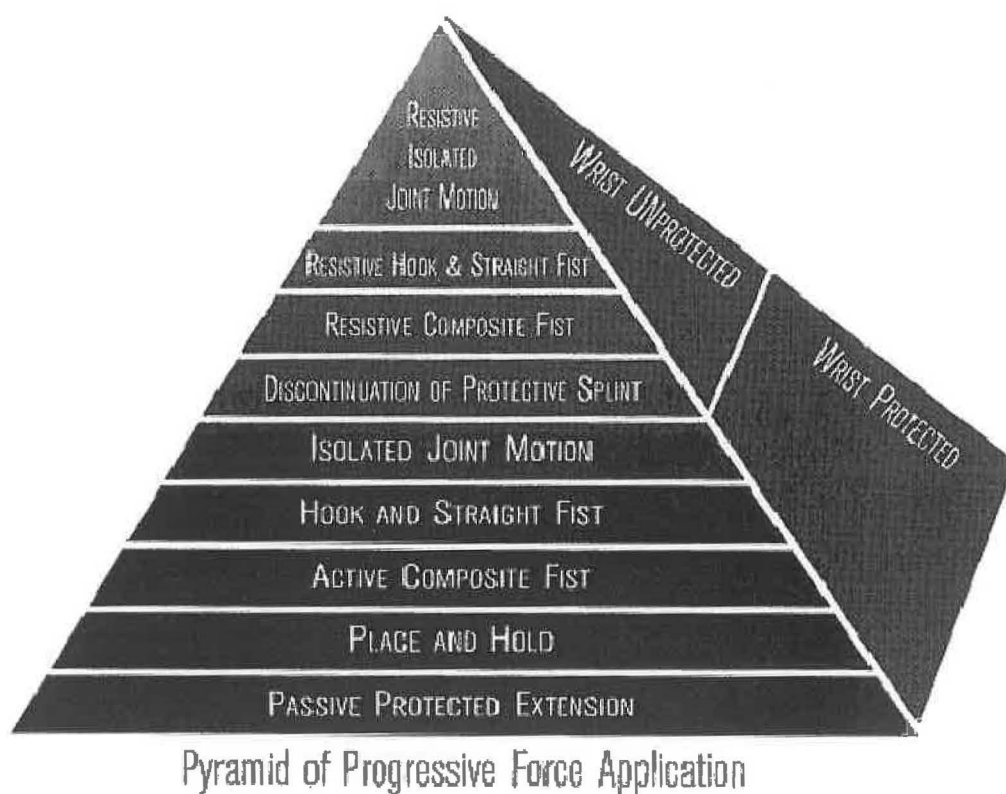 Resistive
Isolated
Joint Motion
Resistive Hook & Straight Fist
Resistive Composite Fist
Discontinuation of Protective Splint
Isolated Joint Motion
Hook and Straight Fist
Active Composite Fist
Place and Hold
Passive Protected Extension
Wrist UNprotected
Wrist Protected
Pyramid of Progressive Force Application